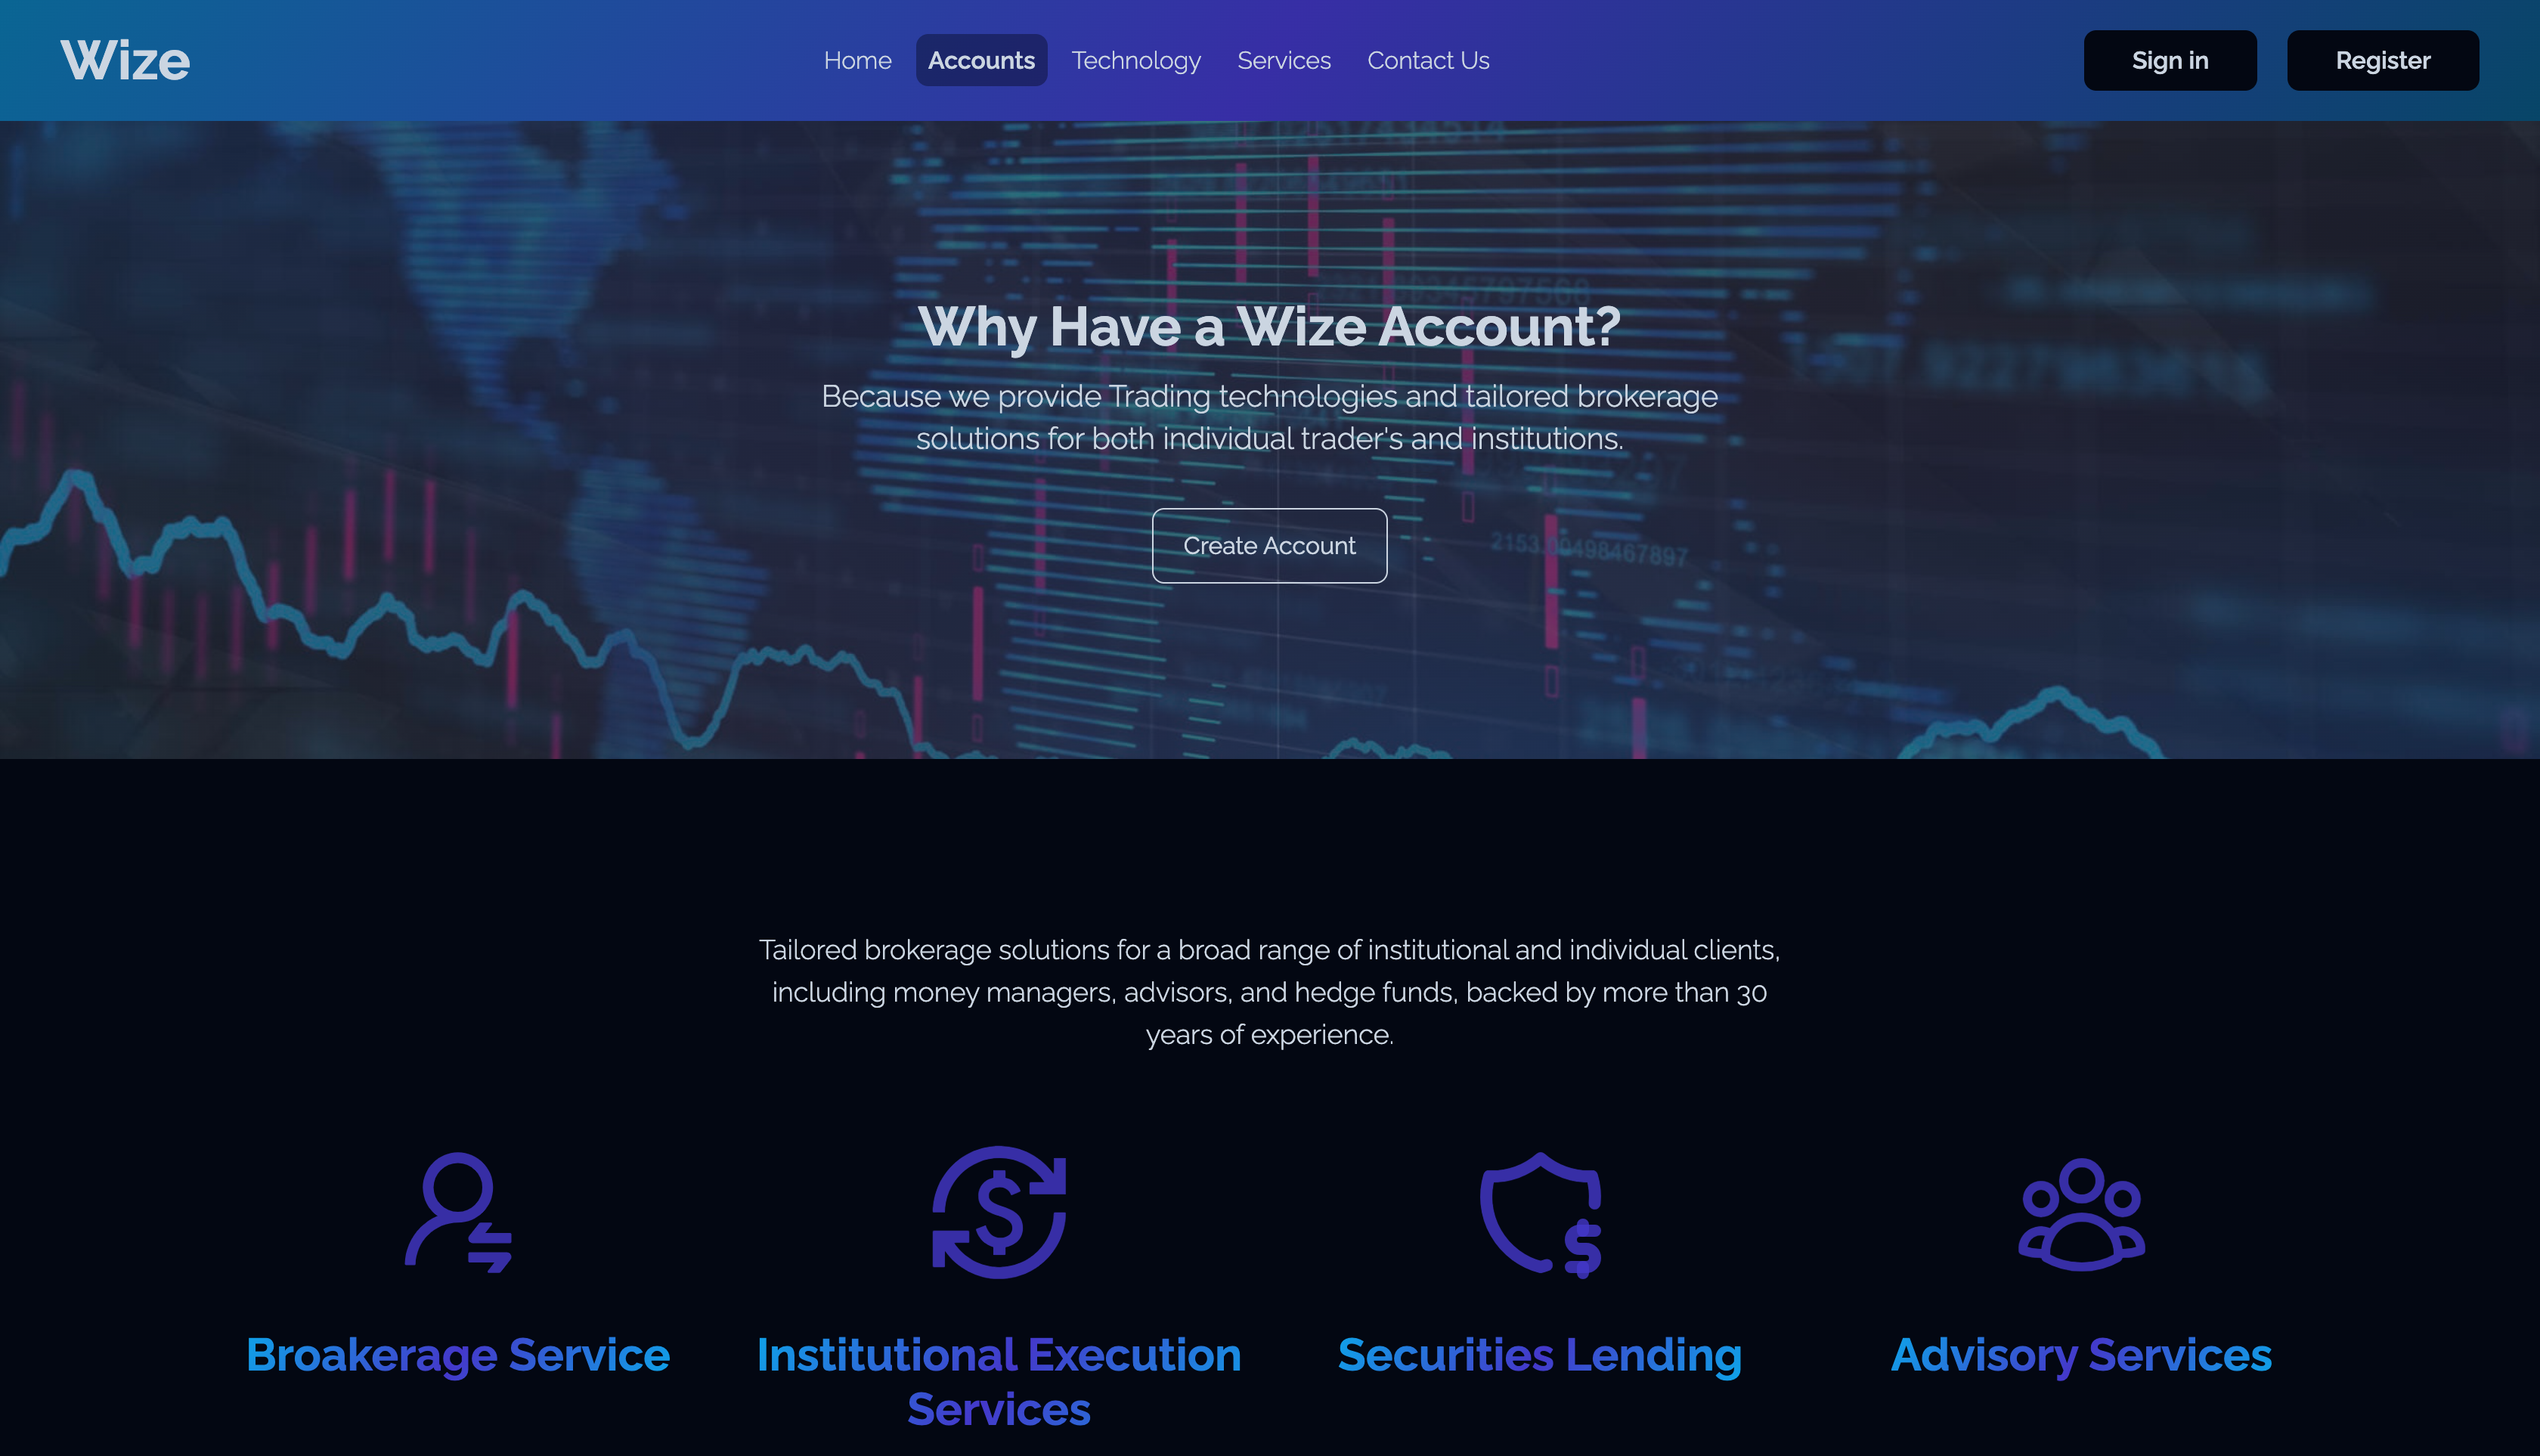 Wize
Home Accounts Technology Services Contact Us
Sign in Register
Why Have a Wize Account?
Because we provide Trading technologies and tailored brokerage
solutions for both individual trader's and institutions.
Create Account
2153.00498467897
Tailored brokerage solutions for a broad range of institutional and individual clients,
including money managers, advisors, and hedge funds, backed by more than 30
years of experience.
Broakerage Service
Institutional Execution
Services
Securities Lending
Advisory Services